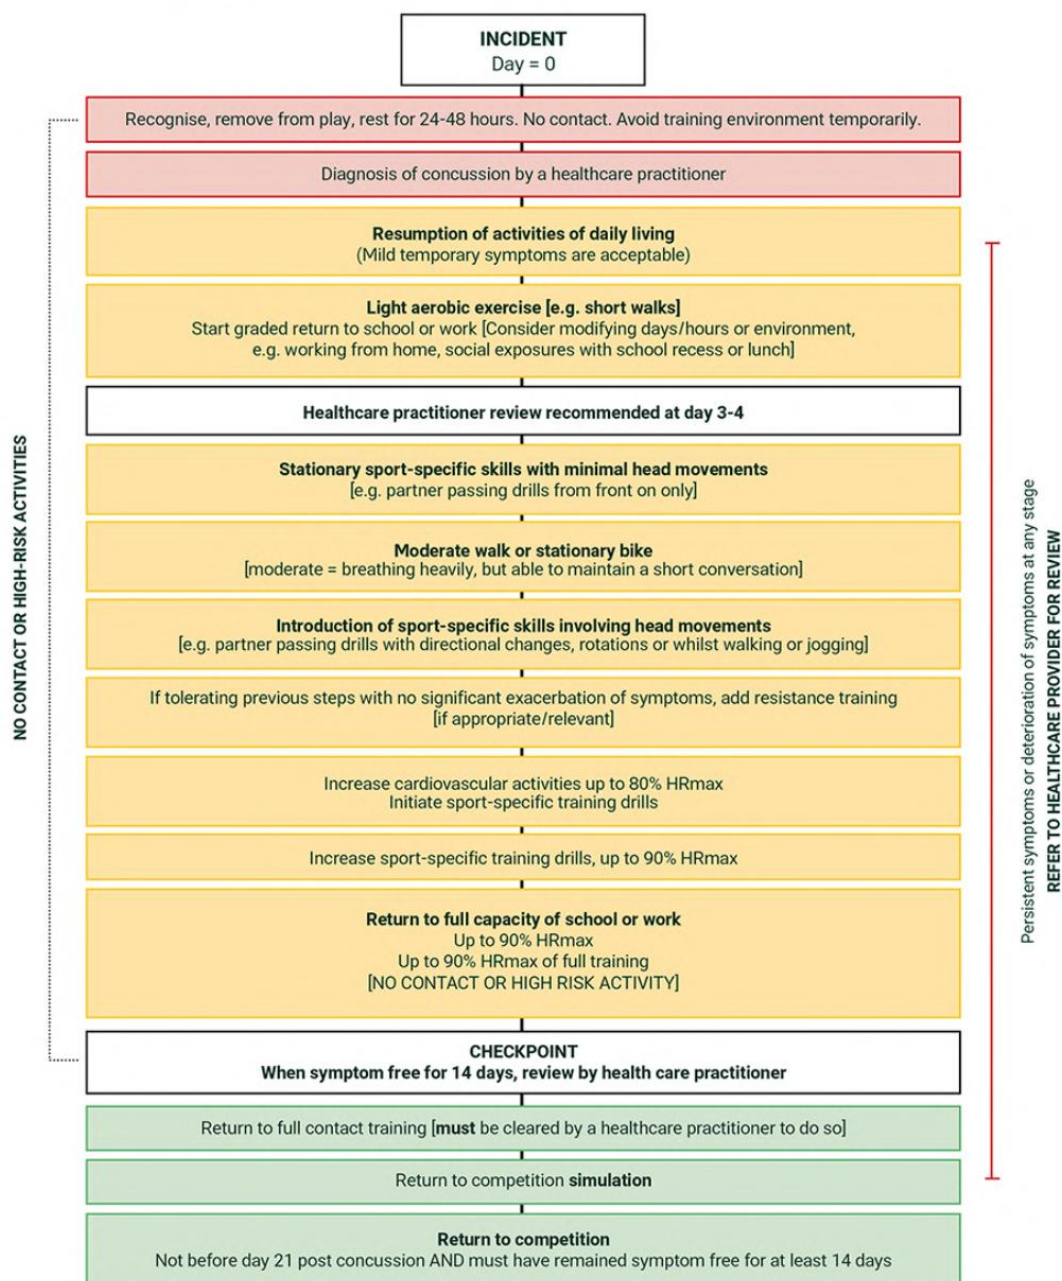 INCIDENT
Day = 0
Recognise, remove from play, rest for 24-48 hours. No contact. Avoid training environment temporarily.
Diagnosis of concussion by a healthcare practitioner
Resumption of activities of daily living
(Mild temporary symptoms are acceptable)
Light aerobic exercise [e.g. short walks]
Start graded return to school or work [Consider modifying days/hours or environment,
e.g. working from home, social exposures with school recess or lunch]
Healthcare practitioner review recommended at day 3-4
Stationary sport-specific skills with minimal head movements
[e.g. partner passing drills from front on only]
Moderate walk or stationary bike
[moderate = breathing heavily, but able to maintain a short conversation]
Introduction of sport-specific skills involving head movements
[e.g. partner passing drills with directional changes, rotations or whilst walking or jogging]
If tolerating previous steps with no significant exacerbation of symptoms, add resistance training
[if appropriate/relevant]
Increase cardiovascular activities up to 80% HRmax
Initiate sport-specific training drills
Increase sport-specific training drills, up to 90% HRmax
Return to full capacity of school or work
Up to 90% HRmax
Up to 90% HRmax of full training
[NO CONTACT OR HIGH RISK ACTIVITY]
CHECKPOINT
When symptom free for 14 days, review by health care practitioner
Return to full contact training [must be cleared by a healthcare practitioner to do so]
Return to competition simulation
Return to competition
Not before day 21 post concussion AND must have remained symptom free for at least 14 days
NO CONTACT OR HIGH-RISK ACTIVITIES
Persistent symptoms or deterioration of symptoms at any stage
REFER TO HEALTHCARE PROVIDER FOR REVIEW